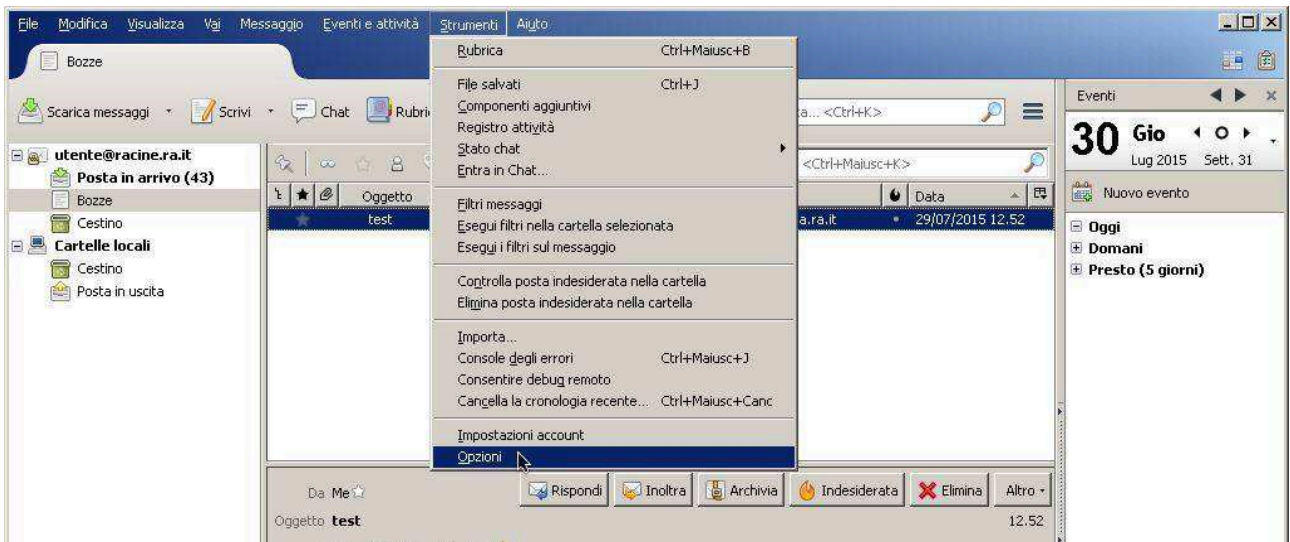 File Modifica Visualizza Vai Messaggio Eventi e attività Strumenti Aiuto
Bozze
Scarica messaggi Scrivi Chat
<Ctrl+K>
utente@racine.ra.it
Posta in arrivo (43)
Bozze
Cestino
Cartelle locali
Cestino
Posta in uscita
<Ctrl+Maiusc+K>
Oggetto Data
test a.ra.it 29/07/2015 12.52
Rubrica Ctrl+Maiusc+B
File salvati Ctrl+J
Componenti aggiuntivi
Registro attività
Stato chat
Entra in Chat...
Filtri messaggi
Esegui filtri nella cartella selezionata
Esegui i filtri sul messaggio
Controlla posta indesiderata nella cartella
Elimina posta indesiderata nella cartella
Importa...
Console degli errori Ctrl+Maiusc+J
Consentire debug remoto
Cancella la cronologia recente... Ctrl+Maiusc+Canc
Impostazioni account
Opzioni
Da Me Rispondi Inoltra Archivia Indesiderata Elimina Altro
Oggetto test 12.52
Eventi
30 Gio
Lug 2015 Sett. 31
Nuovo evento
Oggi
Domani
Presto (5 giorni)